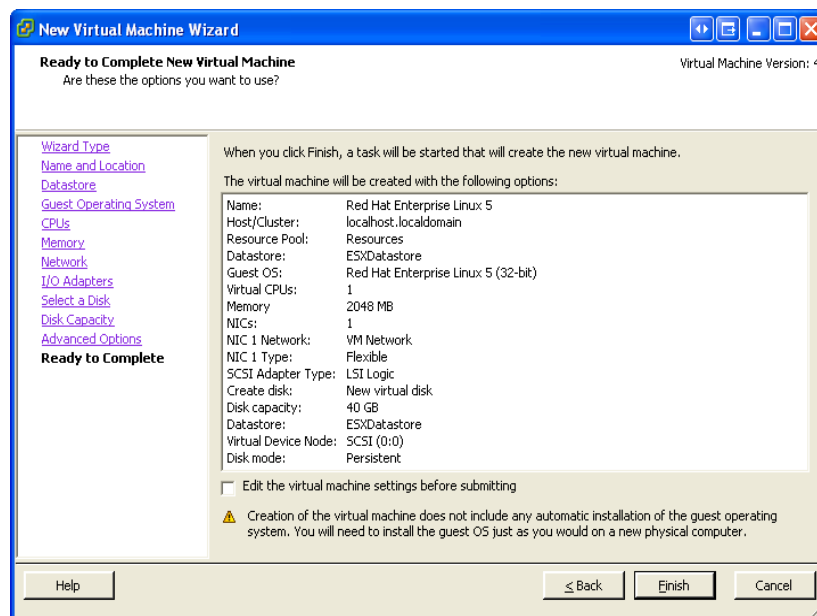 New Virtual Machine Wizard
Ready to Complete New Virtual Machine
Are these the options you want to use?
Virtual Machine Version: 4
Wizard Type
Name and Location
Datastore
Guest Operating System
CPUs
Memory
Network
I/O Adapters
Select a Disk
Disk Capacity
Advanced Options
Ready to Complete
When you click Finish, a task will be started that will create the new virtual machine.
The virtual machine will be created with the following options:
Name: Red Hat Enterprise Linux 5
Host/Cluster: localhost.localdomain
Resource Pool: Resources
Datastore: ESXDatastore
Guest OS: Red Hat Enterprise Linux 5 (32-bit)
Virtual CPUs: 1
Memory 2048 MB
NICs: 1
NIC 1 Network: VM Network
NIC 1 Type: Flexible
SCSI Adapter Type: LSI Logic
Create disk: New virtual disk
Disk capacity: 40 GB
Datastore: ESXDatastore
Virtual Device Node: SCSI (0:0)
Disk mode: Persistent
Edit the virtual machine settings before submitting
Creation of the virtual machine does not include any automatic installation of the guest operating
system. You will need to install the guest OS just as you would on a new physical computer.
Help
≤ Back
Finish
Cancel